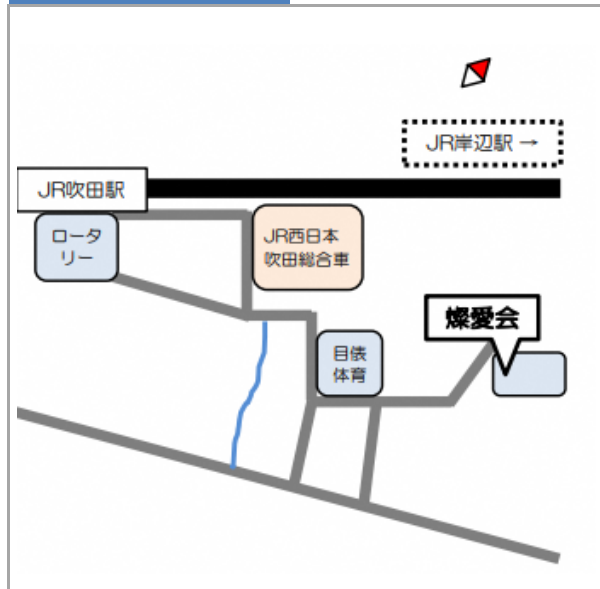 JR岸辺駅 →
JR吹田駅
ロータ
リー
JR西日本
吹田総合車
燦愛会
目俵
体育